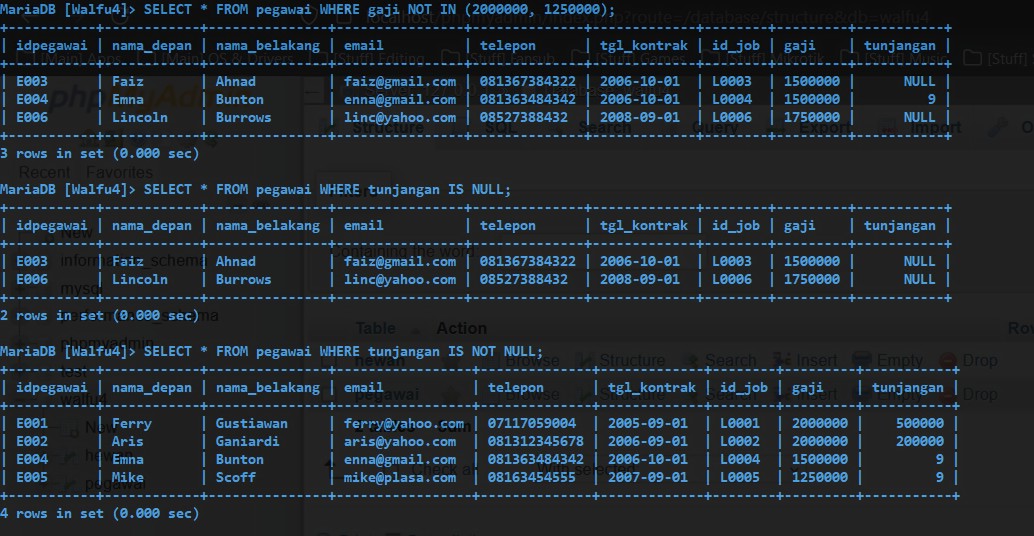 MariaDB [Walfu4]> SELECT * FROM pegawai WHERE gaji NOT IN (2000000, 1250000);
+-----------+------------+---------------+----------------+--------------+-------------+--------+---------+-----------+
| idpegawai | nama_depan | nama_belakang | email          | telepon      | tgl_kontrak | id_job | gaji    | tunjangan |
+-----------+------------+---------------+----------------+--------------+-------------+--------+---------+-----------+
| E003      | Faiz       | Ahnad         | faiz@gmail.com | 081367384322 | 2006-10-01  | L0003  | 1500000 |      NULL |
| E004      | Emna       | Bunton        | enna@gmail.com | 081363484342 | 2006-10-01  | L0004  | 1500000 |         9 |
| E006      | Lincoln    | Burrows       | linc@yahoo.com | 08527388432  | 2008-09-01  | L0006  | 1750000 |      NULL |
+-----------+------------+---------------+----------------+--------------+-------------+--------+---------+-----------+
3 rows in set (0.000 sec)
MariaDB [Walfu4]> SELECT * FROM pegawai WHERE tunjangan IS NULL;
+-----------+------------+---------------+----------------+--------------+-------------+--------+---------+-----------+
| idpegawai | nama_depan | nama_belakang | email          | telepon      | tgl_kontrak | id_job | gaji    | tunjangan |
+-----------+------------+---------------+----------------+--------------+-------------+--------+---------+-----------+
| E003      | Faiz       | Ahnad         | faiz@gmail.com | 081367384322 | 2006-10-01  | L0003  | 1500000 |      NULL |
| E006      | Lincoln    | Burrows       | linc@yahoo.com | 08527388432  | 2008-09-01  | L0006  | 1750000 |      NULL |
+-----------+------------+---------------+----------------+--------------+-------------+--------+---------+-----------+
2 rows in set (0.000 sec)
MariaDB [Walfu4]> SELECT * FROM pegawai WHERE tunjangan IS NOT NULL;
+-----------+------------+---------------+-----------------+--------------+-------------+--------+---------+-----------+
| idpegawai | nama_depan | nama_belakang | email           | telepon      | tgl_kontrak | id_job | gaji    | tunjangan |
+-----------+------------+---------------+-----------------+--------------+-------------+--------+---------+-----------+
| E001      | Ferry      | Gustiawan     | ferry@yahoo.com | 07117059004  | 2005-09-01  | L0001  | 2000000 |    500000 |
| E002      | Aris       | Ganiardi      | aris@yahoo.com  | 081312345678 | 2006-09-01  | L0002  | 2000000 |    200000 |
| E004      | Emna       | Bunton        | enna@gmail.com  | 081363484342 | 2006-10-01  | L0004  | 1500000 |         9 |
| E005      | Mike       | Scoff         | mike@plasa.com  | 08163454555  | 2007-09-01  | L0005  | 1250000 |         9 |
+-----------+------------+---------------+-----------------+--------------+-------------+--------+---------+-----------+
4 rows in set (0.000 sec)